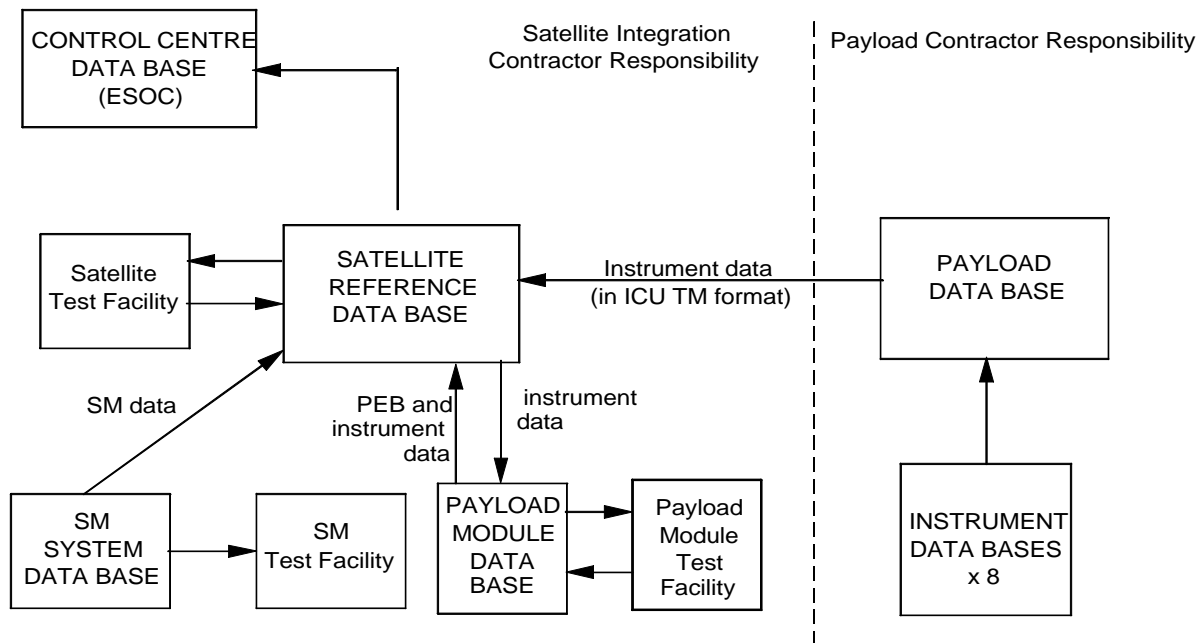 CONTROL CENTRE
DATA BASE
(ESOC)
Satellite Integration
Contractor Responsibility
Payload Contractor Responsibility
Satellite
Test Facility
SATELLITE
REFERENCE
DATA BASE
Instrument data
(in ICU TM format)
PAYLOAD
DATA BASE
SM data
PEB and
instrument
data
instrument
data
SM
SYSTEM
DATA BASE
SM
Test Facility
PAYLOAD
MODULE
DATA
BASE
Payload
Module
Test
Facility
INSTRUMENT
DATA BASES
x 8